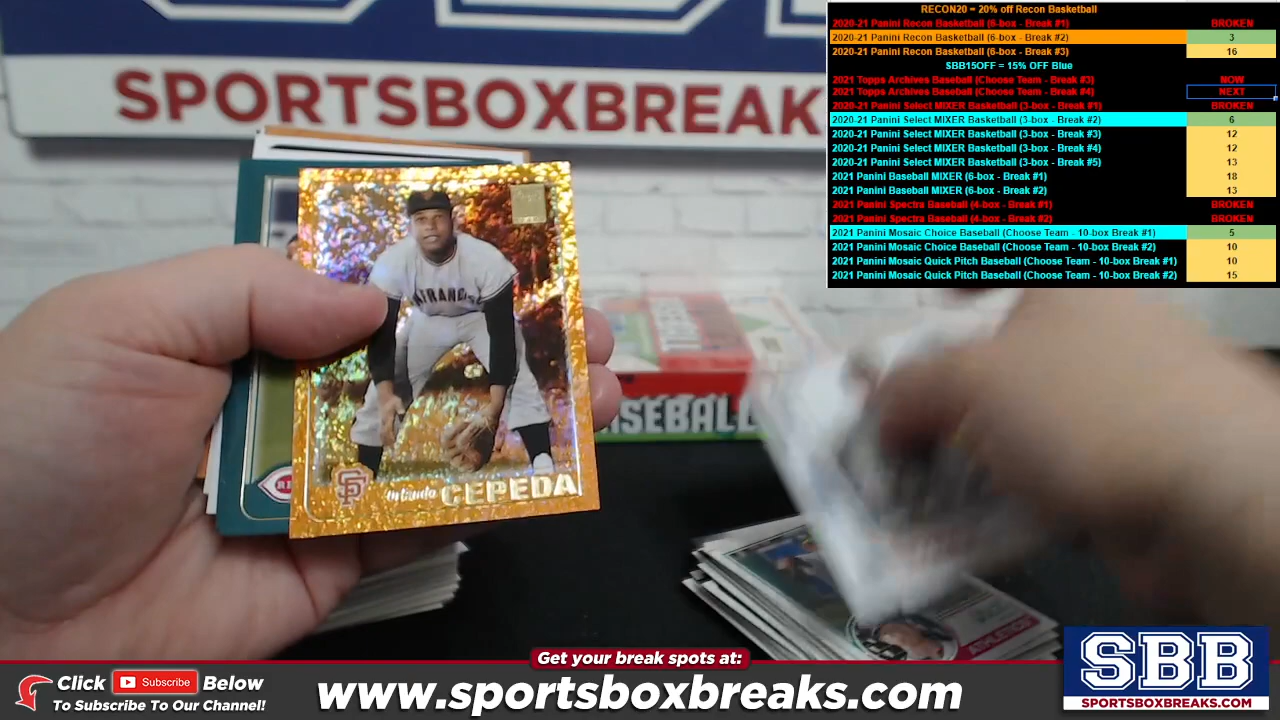 RECON20 = 20% off Recon Basketball
2020-21 Panini Recon Basketball (6-box - Break #1) BROKEN
2020-21 Panini Recon Basketball (6-box - Break #2) 3
2020-21 Panini Recon Basketball (6-box - Break #3) 16
SBB15OFF = 15% OFF Blue
2021 Topps Archives Baseball (Choose Team - Break #3) NOW
2021 Topps Archives Baseball (Choose Team - Break #4) NEXT
2020-21 Panini Select MIXER Basketball (3-box - Break #1) BROKEN
2020-21 Panini Select MIXER Basketball (3-box - Break #2) 6
2020-21 Panini Select MIXER Basketball (3-box - Break #3) 12
2020-21 Panini Select MIXER Basketball (3-box - Break #4) 12
2020-21 Panini Select MIXER Basketball (3-box - Break #5) 13
2021 Panini Baseball MIXER (6-box - Break #1) 18
2021 Panini Baseball MIXER (6-box - Break #2) 13
2021 Panini Spectra Baseball (4-box - Break #1) BROKEN
2021 Panini Spectra Baseball (4-box - Break #2) BROKEN
2021 Panini Mosaic Choice Baseball (Choose Team - 10-box Break #1) 5
2021 Panini Mosaic Choice Baseball (Choose Team - 10-box Break #2) 10
2021 Panini Mosaic Quick Pitch Baseball (Choose Team - 10-box Break #1) 10
2021 Panini Mosaic Quick Pitch Baseball (Choose Team - 10-box Break #2) 15
SPORTSBOXBREAKS
SF
Orlando CEPEDA
ASEBALL
ATHLETICS
Get your break spots at:
Click Subscribe Below
To Subscribe To Our Channel!
www.sportsboxbreaks.com
SBB
SPORTSBOXBREAKS.COM